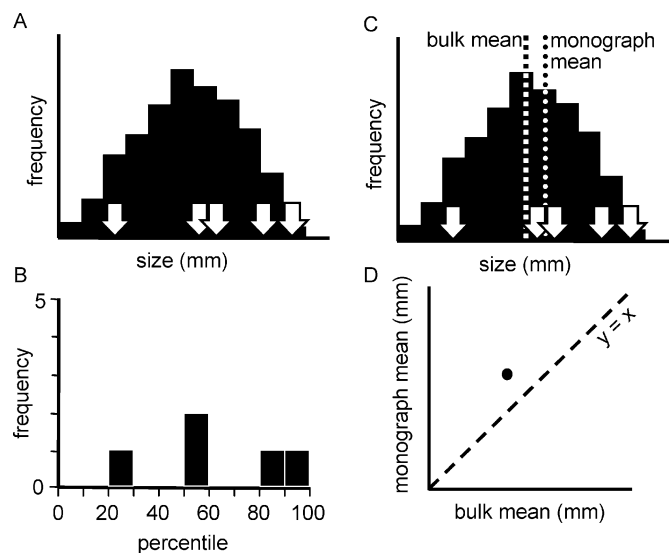 A
frequency
size (mm)
C
bulk mean
monograph
mean
frequency
size (mm)
B
frequency
5
0
0 20 40 60 80 100
percentile
D
monograph mean (mm)
y = x
bulk mean (mm)